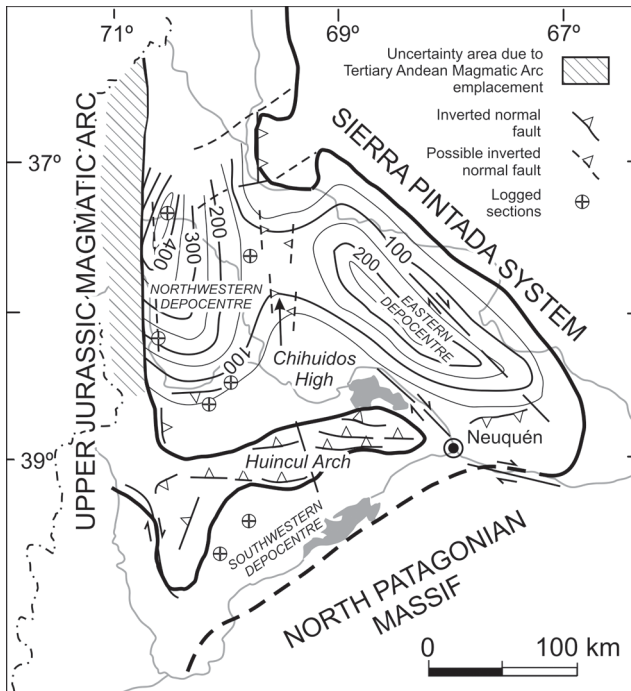 71º
69º
67º
Uncertainty area due to
Tertiary Andean Magmatic Arc
emplacement
Inverted normal
fault
Possible inverted
normal fault
Logged
sections
37º
39º
UPPER JURASSIC MAGMATIC ARC
SIERRA PINTADA SYSTEM
200
300
400
100
NORTHWESTERN
DEPOCENTRE
100
200
EASTERN
DEPOCENTRE
Chihuidos
High
Neuquén
Huincul Arch
SOUTHWESTERN
DEPOCENTRE
NORTH PATAGONIAN
MASSIF
0
100 km